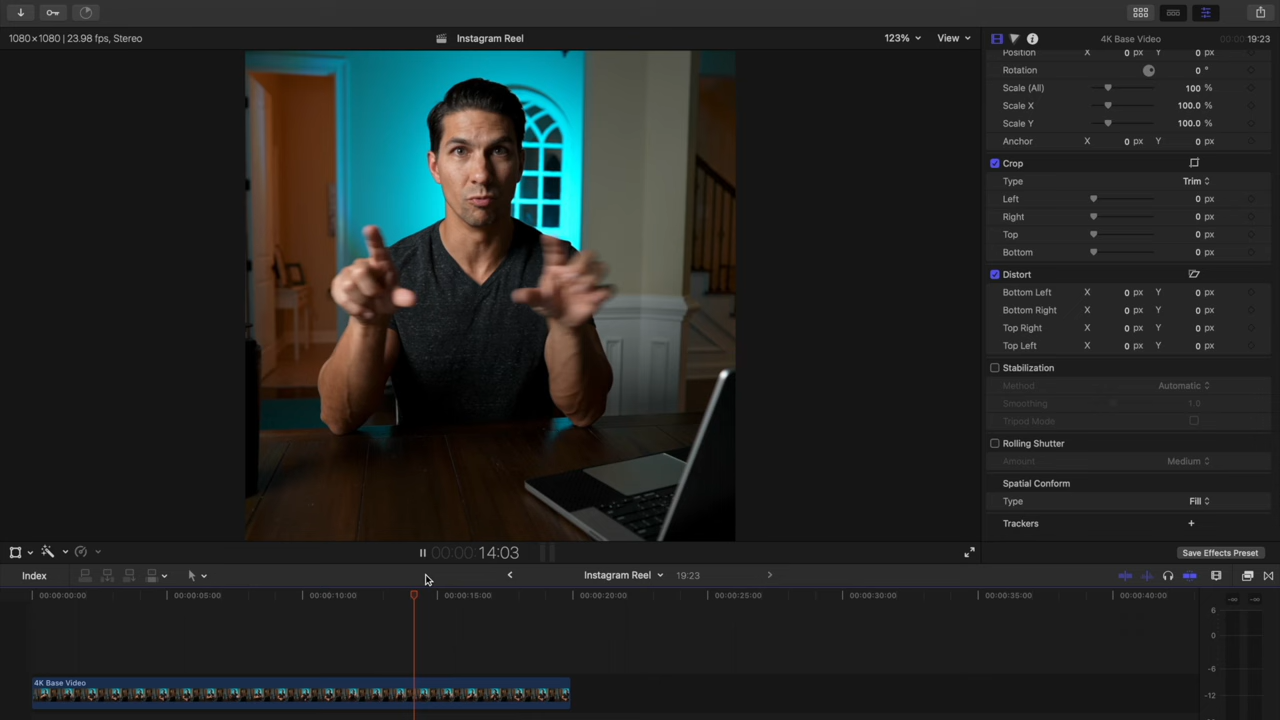 1080×1080 | 23.98 fps, Stereo
Instagram Reel
123%
View
4K Base Video
00:00:19:23
Position X 0 px Y 0 px
Rotation 0 °
Scale (All) 100 %
Scale X 100.0 %
Scale Y 100.0 %
Anchor X 0 px Y 0 px
Crop
Type Trim
Left 0 px
Right 0 px
Top 0 px
Bottom 0 px
Distort
Bottom Left X 0 px Y 0 px
Bottom Right X 0 px Y 0 px
Top Right X 0 px Y 0 px
Top Left X 0 px Y 0 px
Stabilization
Method Automatic
Smoothing 1.0
Tripod Mode
Rolling Shutter
Amount Medium
Spatial Conform
Type Fill
Trackers +
00:00:14:03
Save Effects Preset
Index
Instagram Reel
19:23
00:00:00:00 00:00:05:00 00:00:10:00 00:00:15:00 00:00:20:00 00:00:25:00 00:00:30:00 00:00:35:00 00:00:40:00
-∞ -∞
6
0
-6
-12
4K Base Video